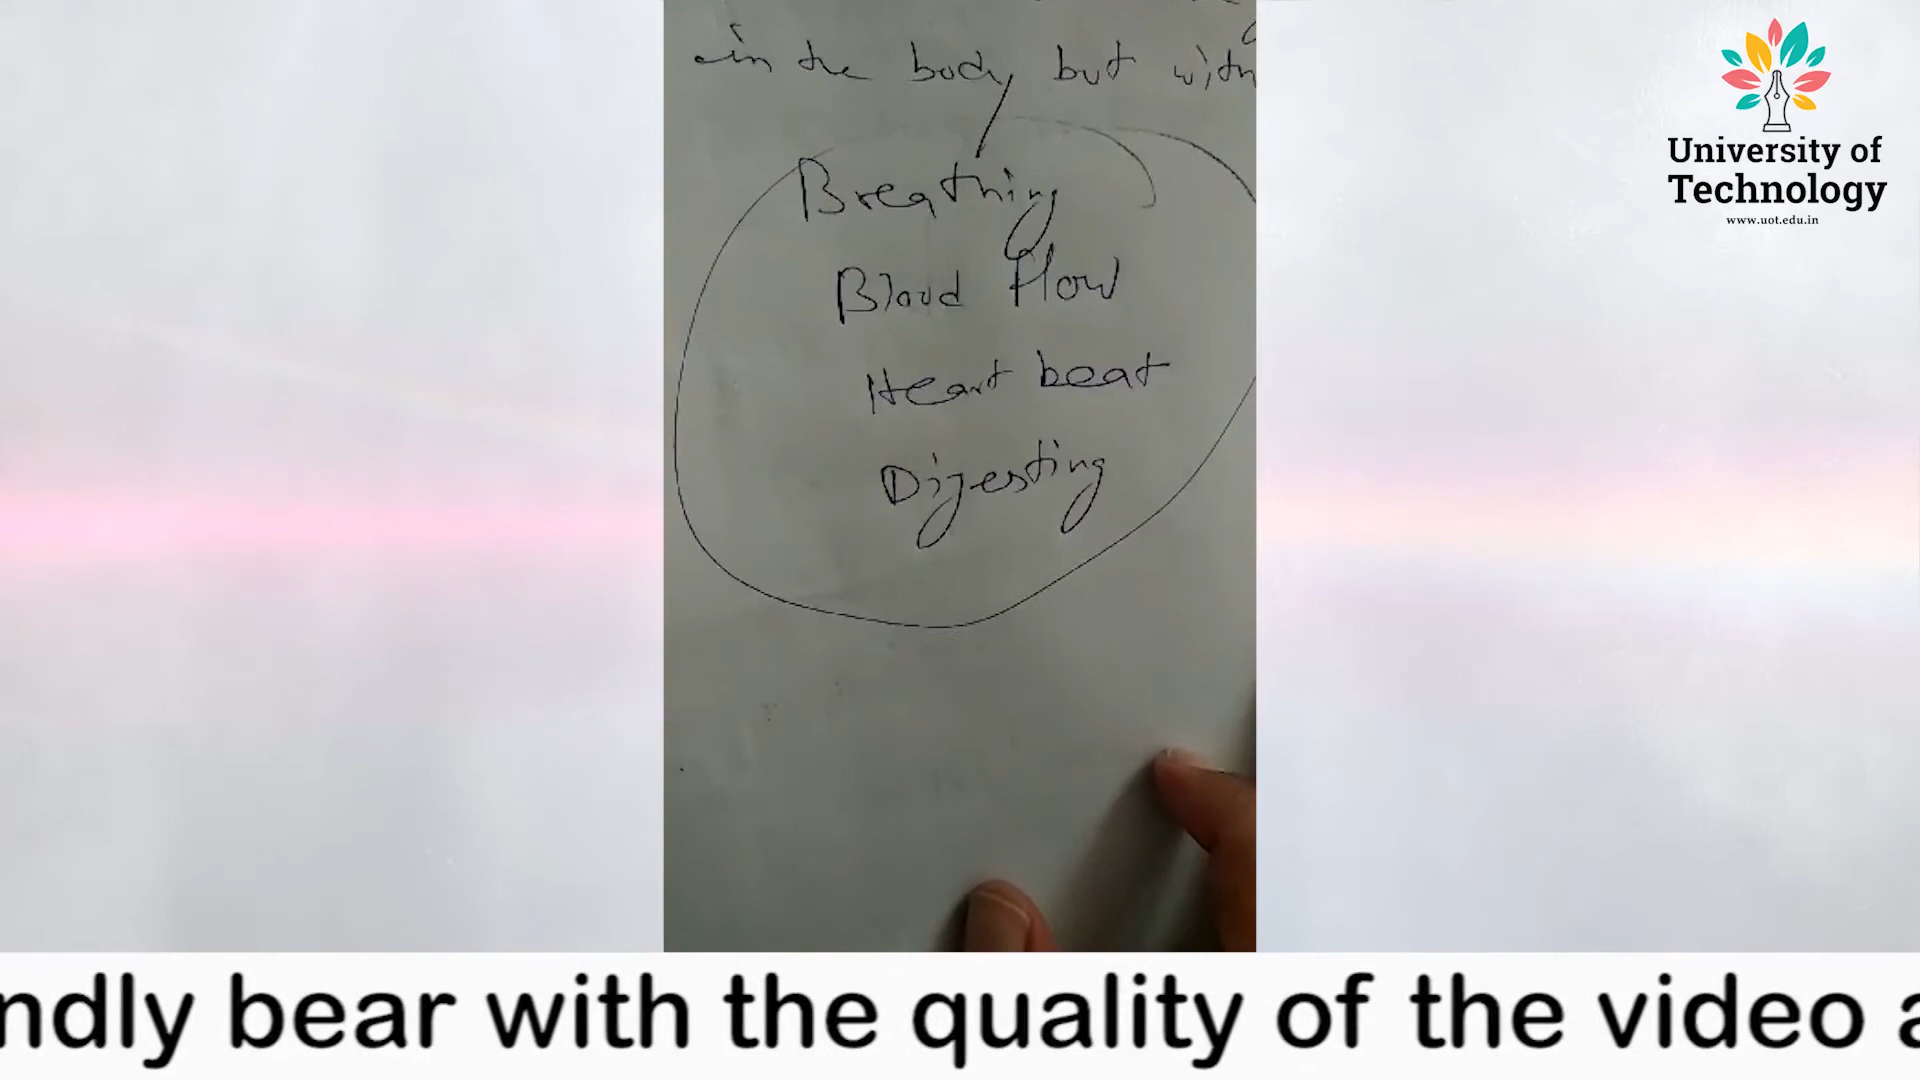 in the body but with
Breathing
Blood Flow
Heart beat
Digesting
University of
Technology
www.uot.edu.in
ndly bear with the quality of the video a